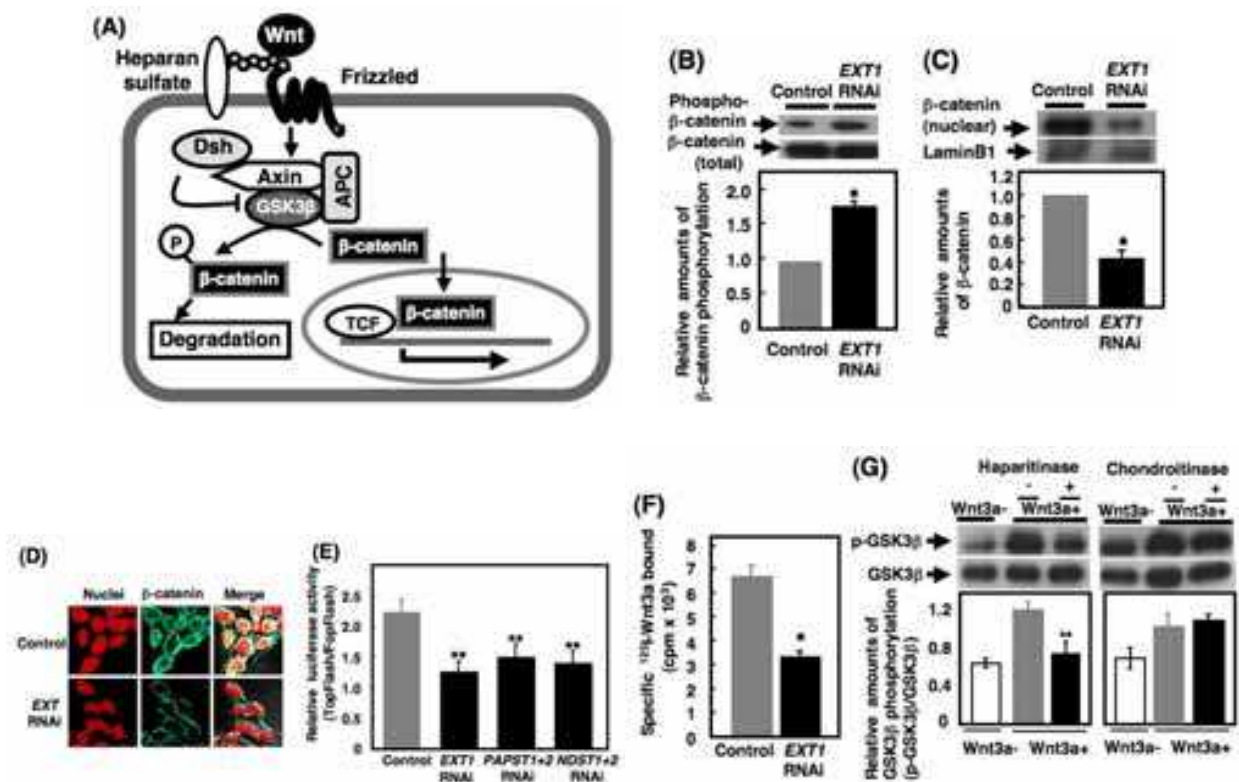 (A)
Wnt
Heparan
sulfate
Frizzled
Dsh
Axin
APC
GSK3β
P
β-catenin
β-catenin
Degradation
TCF
β-catenin
(B)
Control
EXT1
RNAi
Phospho-
β-catenin
β-catenin
(total)
Relative amounts of
β-catenin phosphorylation
2.0
1.5
1.0
0.5
0
*
Control
EXT1
RNAi
(C)
Control
EXT1
RNAi
β-catenin
(nuclear)
LaminB1
Relative amounts
of β-catenin
1.2
1.0
0.8
0.6
0.4
0.2
0
*
Control
EXT1
RNAi
(D)
Nuclei
β-catenin
Merge
Control
EXT
RNAi
(E)
Relative luciferase activity
(TopFlash/FopFlash)
2.5
2.0
1.5
1.0
0.5
0
**
**
**
Control
EXT1
RNAi
PAPST1+2
RNAi
NDST1+2
RNAi
(F)
Specific ¹²⁵I-Wnt3a bound
(cpm x 10³)
8
7
6
5
4
3
2
1
0
*
Control
EXT1
RNAi
(G)
Haparitinase
- +
Wnt3a-
Wnt3a+
Chondroitinase
- +
Wnt3a-
Wnt3a+
p-GSK3β
GSK3β
Relative amounts of
GSK3β phosphorylation
(p-GSK3β/GSK3β)
1.2
0.8
0.4
0
**
Wnt3a-
Wnt3a+
Wnt3a-
Wnt3a+